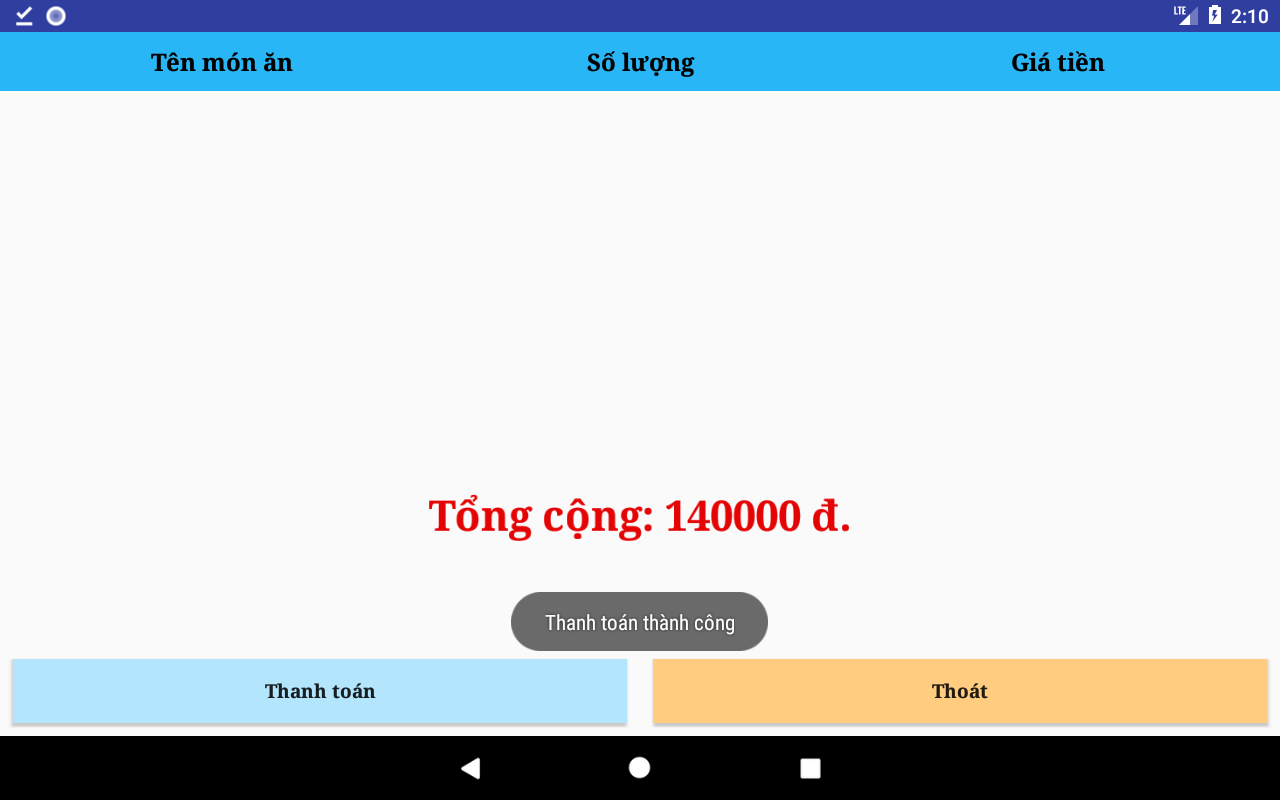 LTE 2:10
Tên món ăn Số lượng Giá tiền
Tổng cộng: 140000 đ.
Thanh toán thành công
Thanh toán Thoát